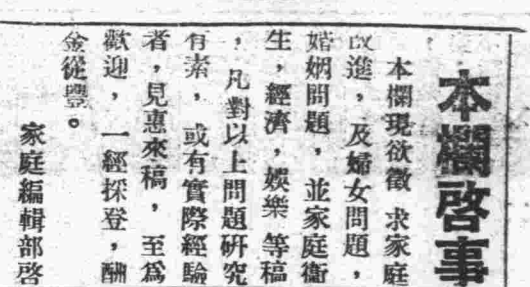 本欄啓事
本欄現欲徵 求家庭
改進，及婦女問題，
婚姻問題，並家庭衞
生，經濟，娛樂 等稿
，凡對以上問題研究
有素， 或有實際經驗
者，見惠來稿，至爲
歡迎， 一經採登，酬
金從豐。
家庭編輯部啓